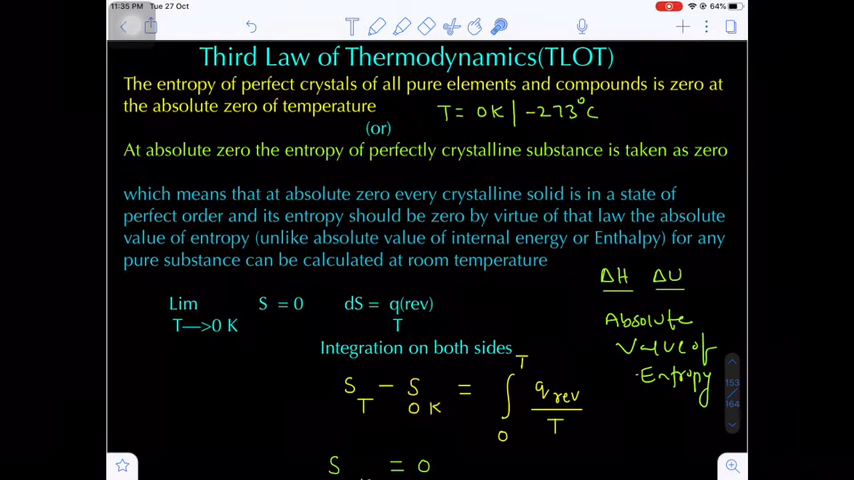 11:35 PM Tue 27 Oct
64%
Third Law of Thermodynamics(TLOT)
The entropy of perfect crystals of all pure elements and compounds is zero at
the absolute zero of temperature
T= 0K | -273°C
(or)
At absolute zero the entropy of perfectly crystalline substance is taken as zero
which means that at absolute zero every crystalline solid is in a state of
perfect order and its entropy should be zero by virtue of that law the absolute
value of entropy (unlike absolute value of internal energy or Enthalpy) for any
pure substance can be calculated at room temperature
ΔH ΔU
Lim S =0 dS= q(rev)
T—>0 K T
Absolute
Value of
Entropy
Integration on both sides
S - S = ∫ q rev
T 0 K 0 T T
S = 0
153
164